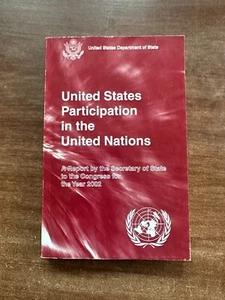 United States Department of State
United States
Participation
in the
United Nations
A Report by the Secretary of State
to the Congress for
the Year 2002